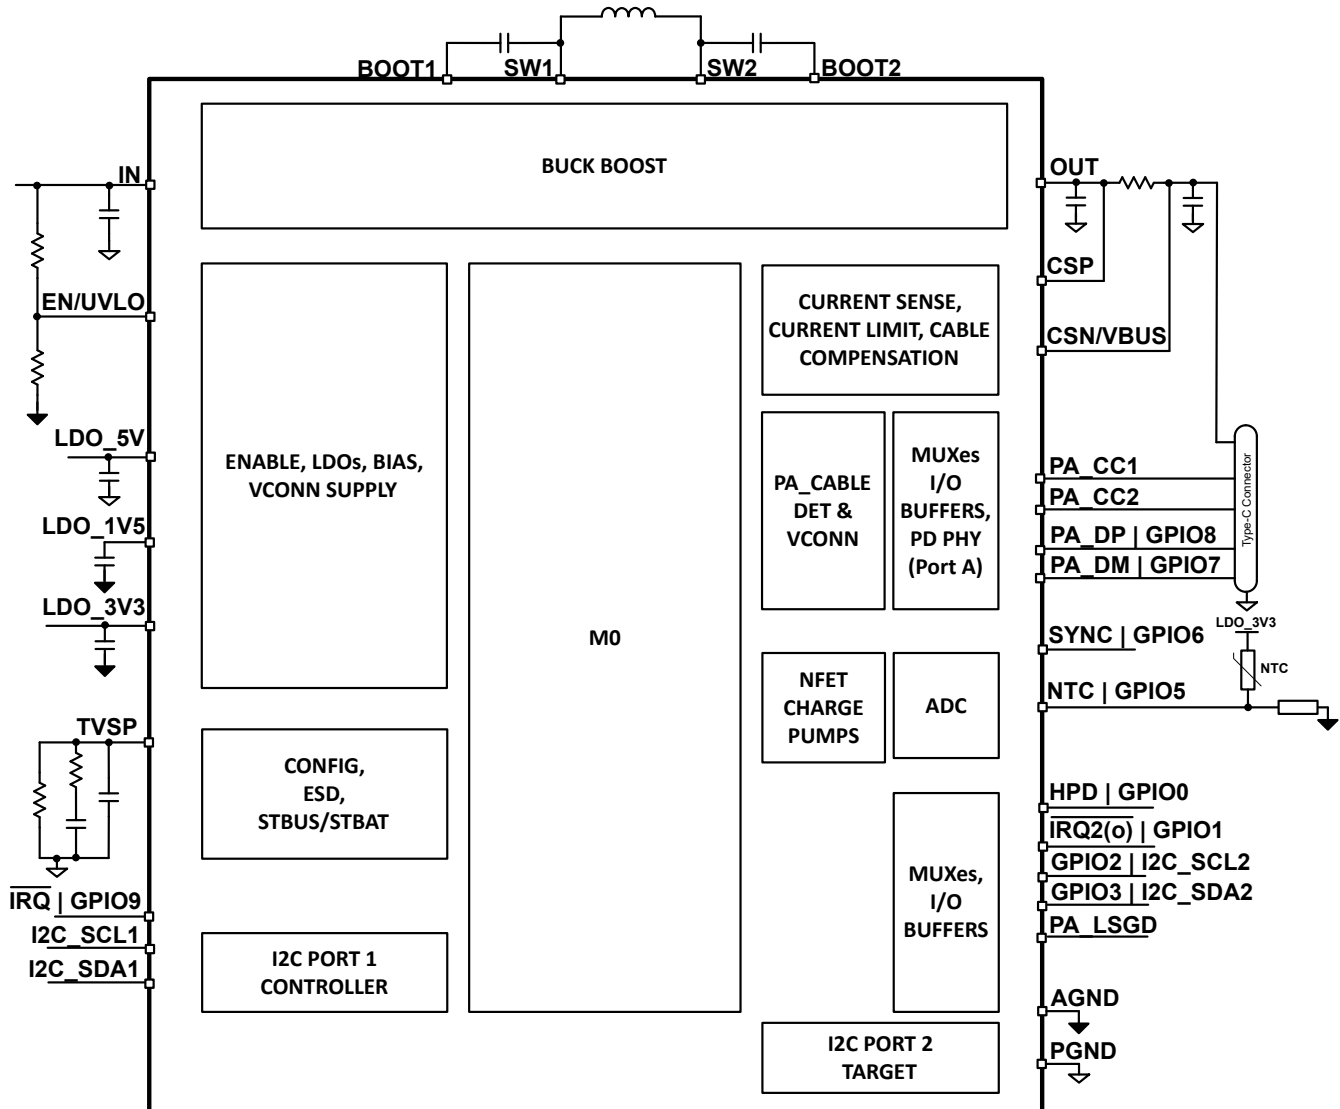 BOOT1
SW1
SW2
BOOT2
BUCK BOOST
IN
OUT
CSP
EN/UVLO
CURRENT SENSE,
CURRENT LIMIT, CABLE
COMPENSATION
CSN/VBUS
LDO_5V
ENABLE, LDOs, BIAS,
VCONN SUPPLY
PA_CABLE
DET &
VCONN
MUXes
I/O
BUFFERS,
PD PHY
(Port A)
PA_CC1
PA_CC2
PA_DP | GPIO8
PA_DM | GPIO7
Type-C Connector
LDO_1V5
LDO_3V3
M0
SYNC | GPIO6
LDO_3V3
NTC
NTC | GPIO5
NFET
CHARGE
PUMPS
ADC
TVSP
CONFIG,
ESD,
STBUS/STBAT
HPD | GPIO0
IRQ2(o) | GPIO1
GPIO2 | I2C_SCL2
GPIO3 | I2C_SDA2
PA_LSGD
MUXes,
I/O
BUFFERS
IRQ | GPIO9
I2C_SCL1
I2C_SDA1
I2C PORT 1
CONTROLLER
AGND
PGND
I2C PORT 2
TARGET